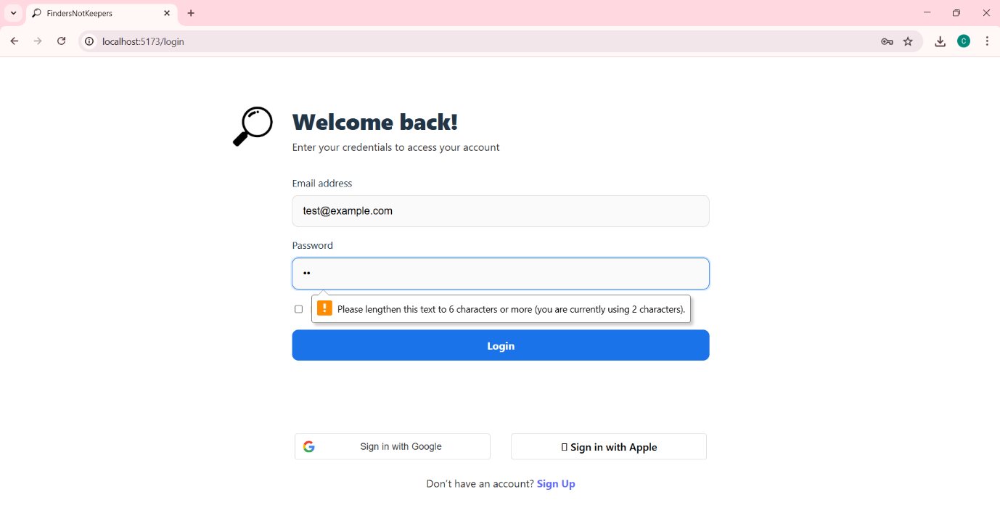 FindersNotKeepers
localhost:5173/login
C
Welcome back!
Enter your credentials to access your account
Email address
test@example.com
Password
••
Please lengthen this text to 6 characters or more (you are currently using 2 characters).
Login
Sign in with Google
Sign in with Apple
Don't have an account? Sign Up